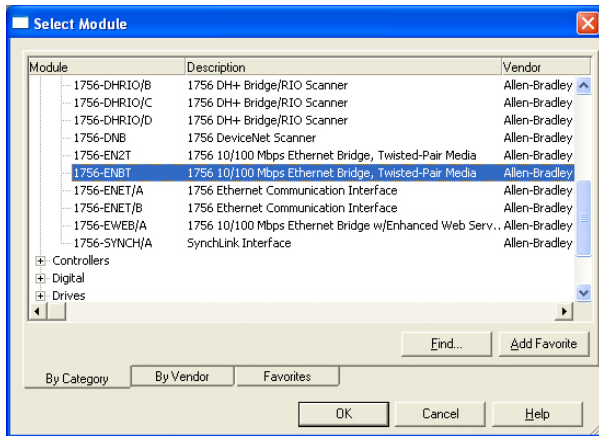 Select Module
Module Description Vendor
1756-DHRIO/B 1756 DH+ Bridge/RIO Scanner Allen-Bradley
1756-DHRIO/C 1756 DH+ Bridge/RIO Scanner Allen-Bradley
1756-DHRIO/D 1756 DH+ Bridge/RIO Scanner Allen-Bradley
1756-DNB 1756 DeviceNet Scanner Allen-Bradley
1756-EN2T 1756 10/100 Mbps Ethernet Bridge, Twisted-Pair Media Allen-Bradley
1756-ENBT 1756 10/100 Mbps Ethernet Bridge, Twisted-Pair Media Allen-Bradley
1756-ENET/A 1756 Ethernet Communication Interface Allen-Bradley
1756-ENET/B 1756 Ethernet Communication Interface Allen-Bradley
1756-EWEB/A 1756 10/100 Mbps Ethernet Bridge w/Enhanced Web Serv.. Allen-Bradley
1756-SYNCH/A SynchLink Interface Allen-Bradley
Controllers
Digital
Drives
Find... Add Favorite
By Category By Vendor Favorites
OK Cancel Help